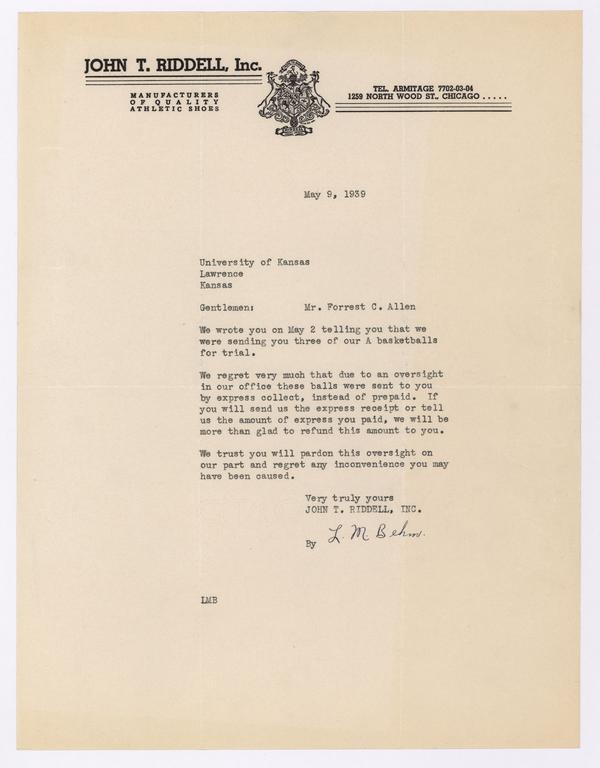 JOHN T. RIDDELL, Inc.
MANUFACTURERS
OF QUALITY
ATHLETIC SHOES
TEL. ARMITAGE 7702-03-04
1259 NORTH WOOD ST., CHICAGO . . . . .
May 9, 1939
University of Kansas
Lawrence
Kansas
Gentlemen: Mr. Forrest C. Allen
We wrote you on May 2 telling you that we
were sending you three of our A basketballs
for trial.
We regret very much that due to an oversight
in our office these balls were sent to you
by express collect, instead of prepaid. If
you will send us the express receipt or tell
us the amount of express you paid, we will be
more than glad to refund this amount to you.
We trust you will pardon this oversight on
our part and regret any inconvenience you may
have been caused.
Very truly yours
JOHN T. RIDDELL, INC.
By L. M. Behm.
LMB